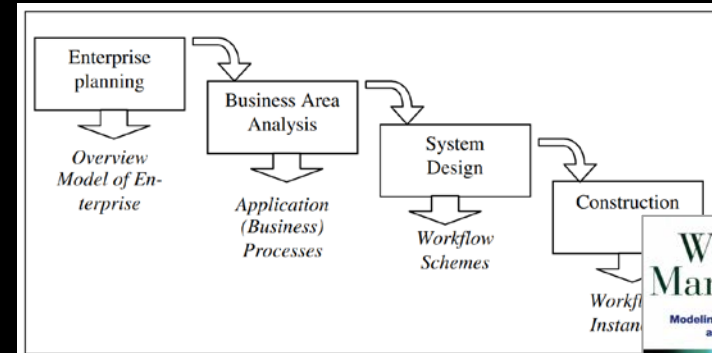 Enterprise
planning
Overview
Model of En-
terprise
Business Area
Analysis
Application
(Business)
Processes
System
Design
Workflow
Schemes
Construction